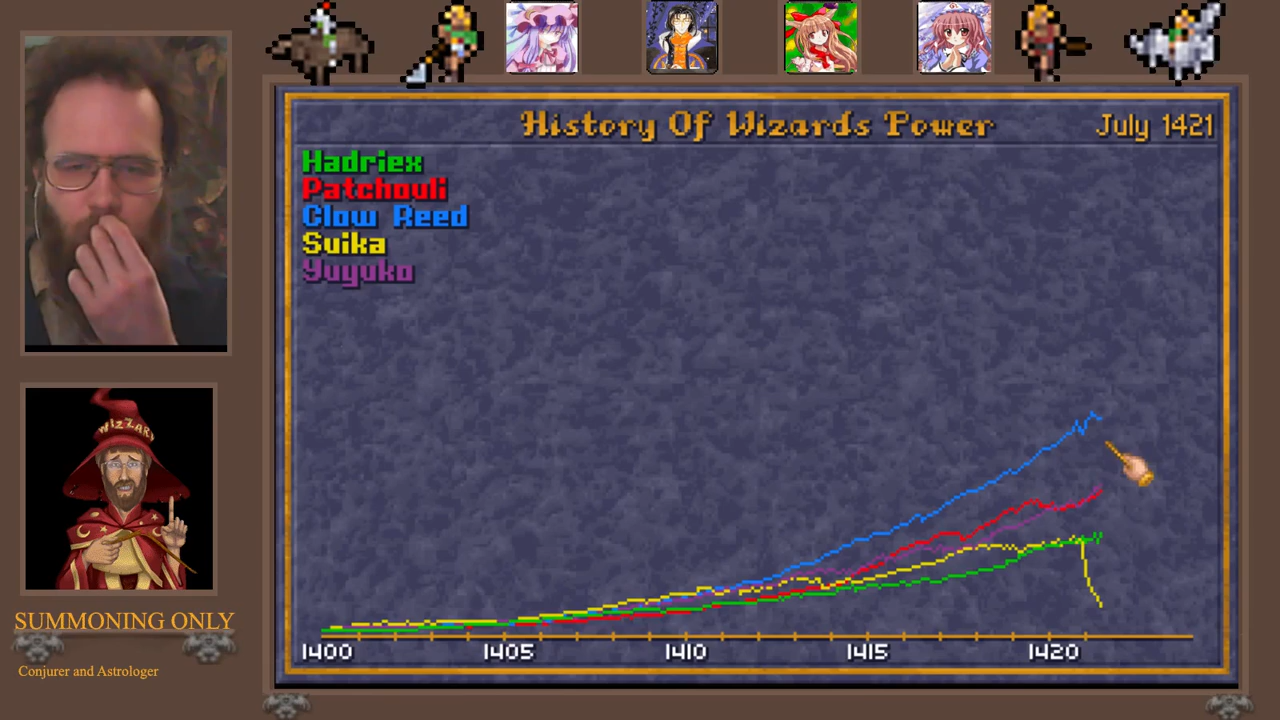 History Of Wizards Power
July 1421
Hadriex
Patchouli
Clow Reed
Suika
Yuyuko
WIZZARD
1400 1405 1410 1415 1420
SUMMONING ONLY
Conjurer and Astrologer